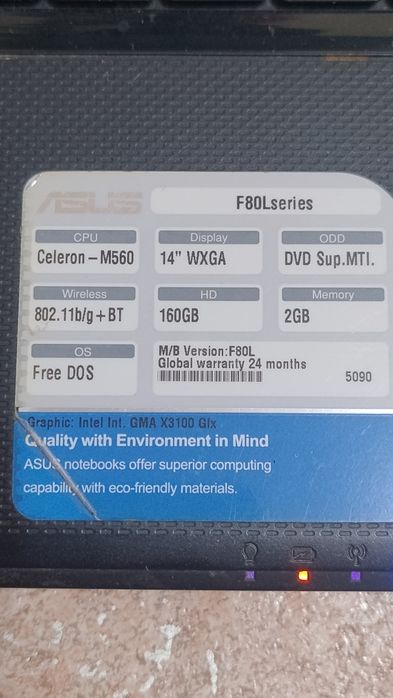 ASUS
F80Lseries
CPU
Celeron-M560
Display
14" WXGA
ODD
DVD Sup.MTI.
Wireless
802.11b/g+BT
HD
160GB
Memory
2GB
OS
Free DOS
M/B Version:F80L
Global warranty 24 months
5090
Graphic: Intel Int. GMA X3100 Gfx
Quality with Environment in Mind
ASUS notebooks offer superior computing
capability with eco-friendly materials.